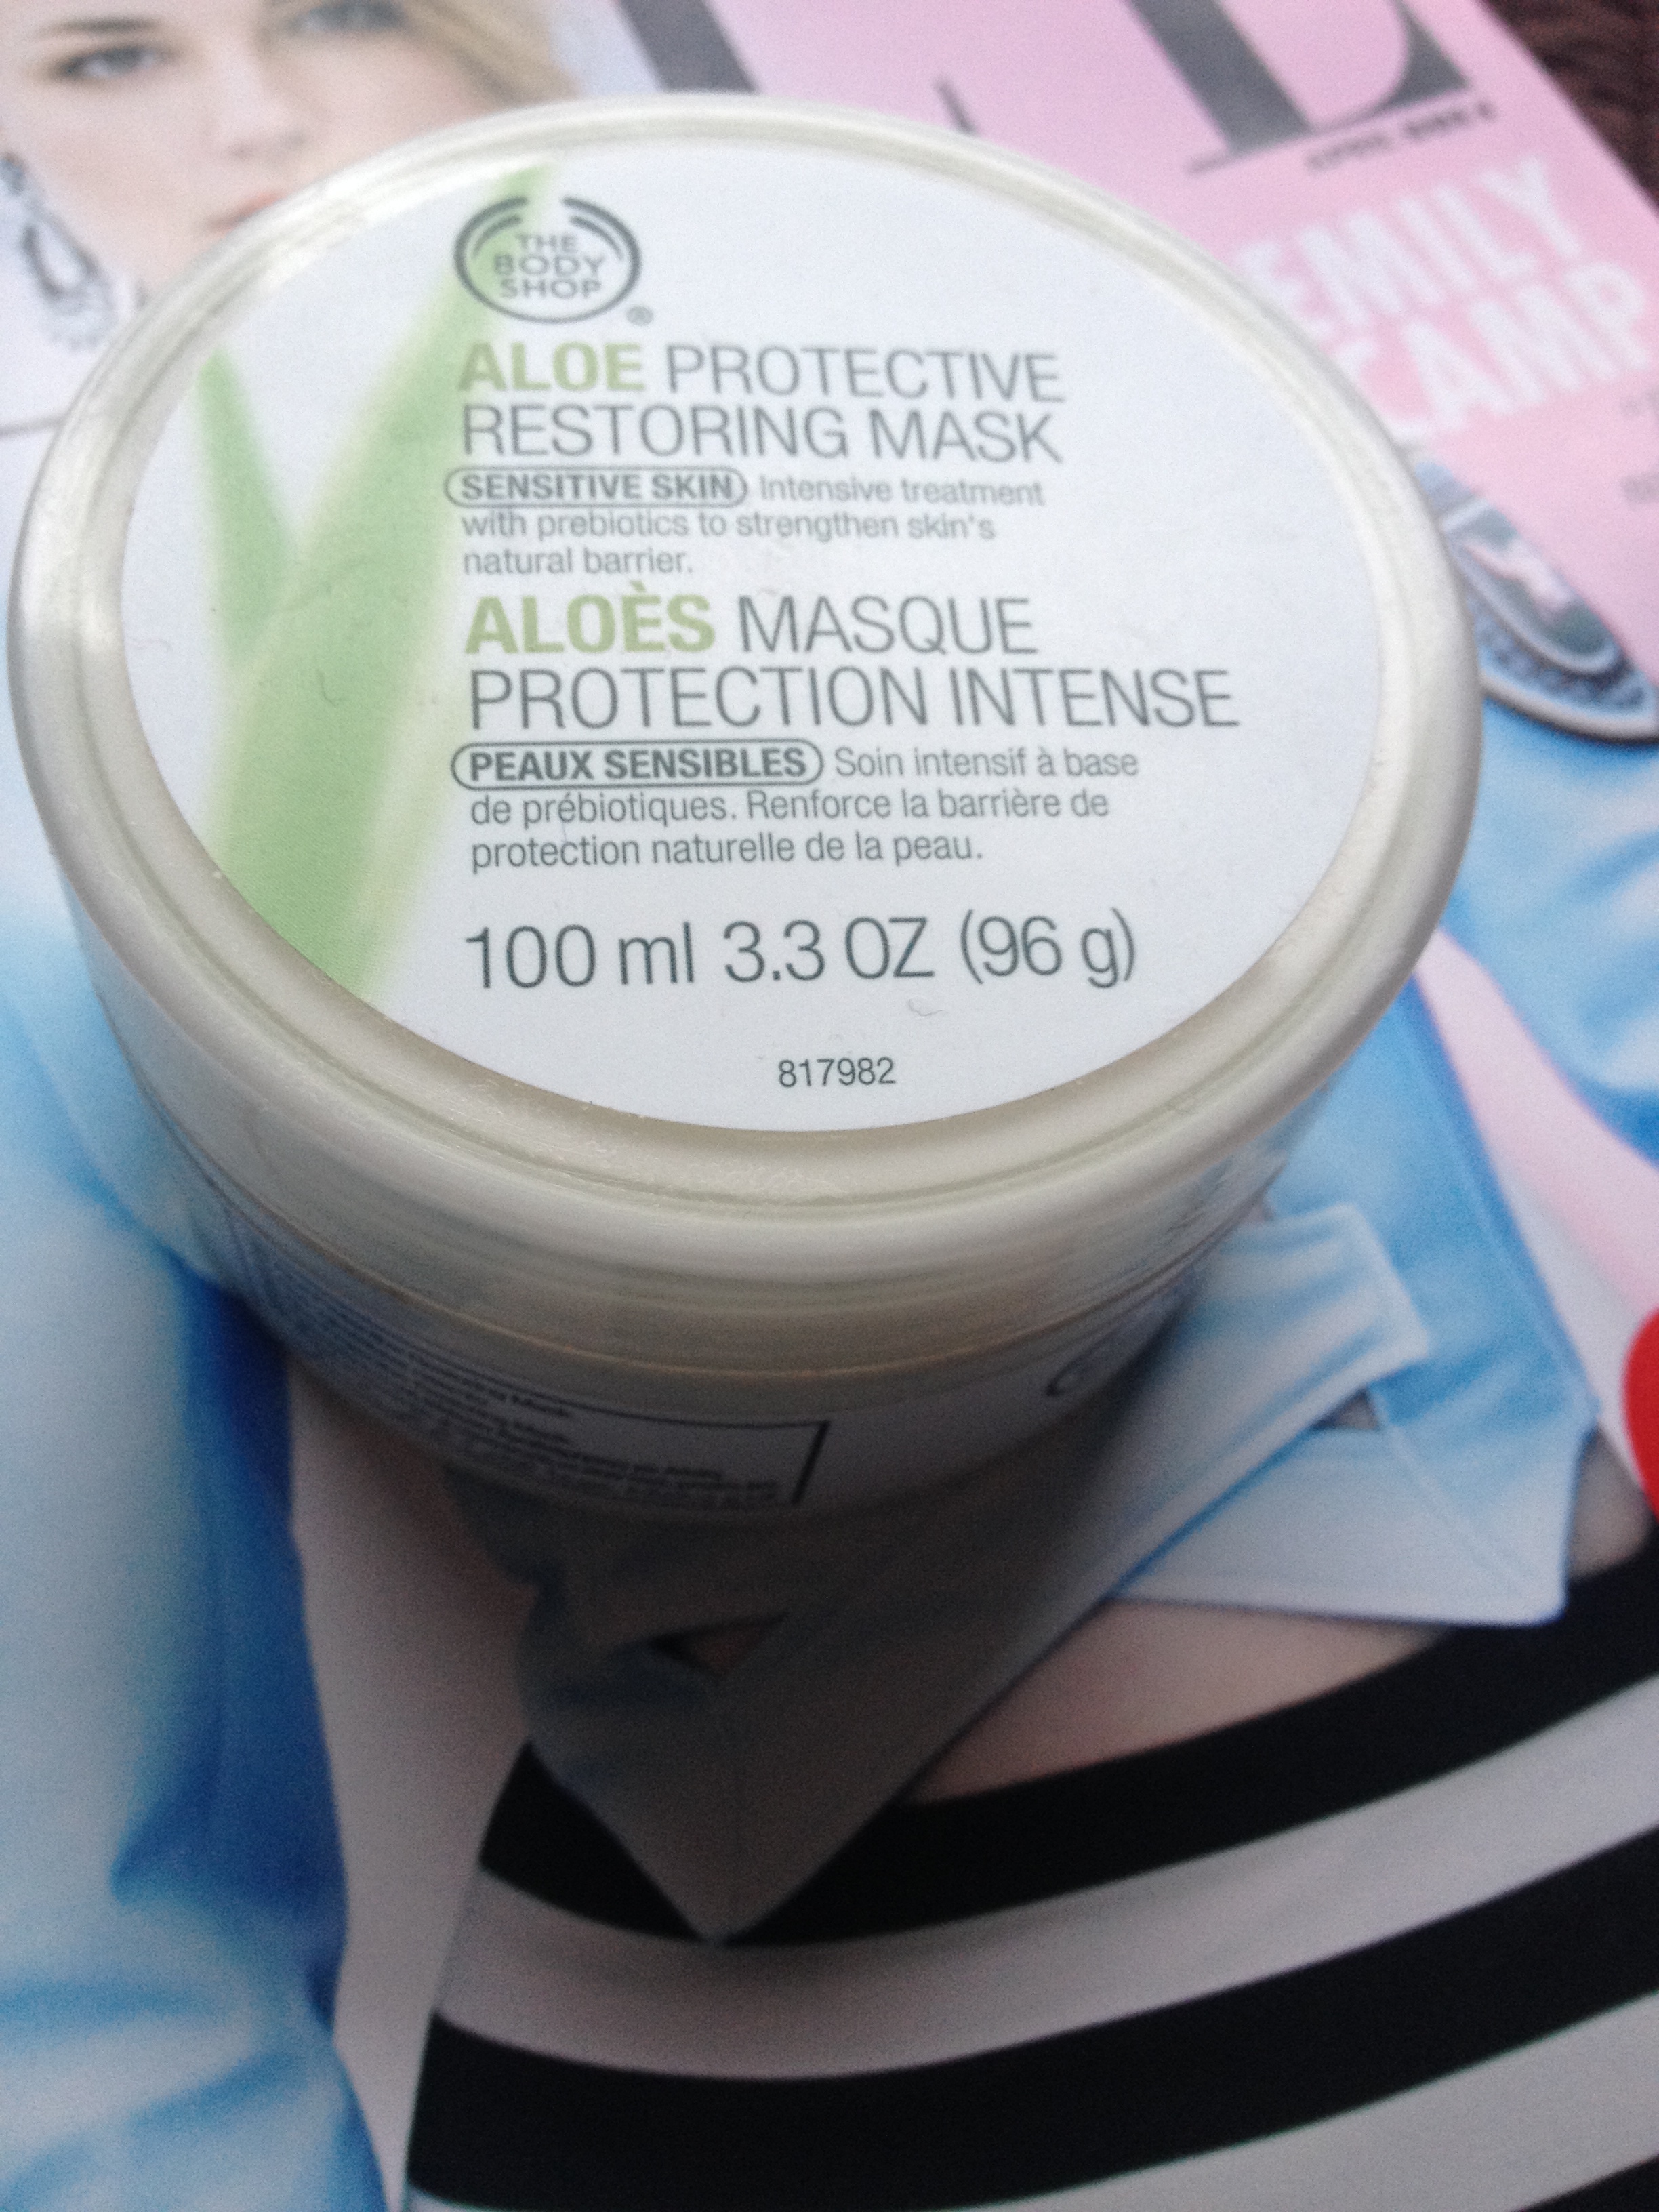 EMILY
CAMP
THE
BODY
SHOP
®
ALOE PROTECTIVE
RESTORING MASK
SENSITIVE SKIN Intensive treatment
with prebiotics to strengthen skin's
natural barrier.
ALOÈS MASQUE
PROTECTION INTENSE
PEAUX SENSIBLES Soin intensif à base
de prébiotiques. Renforce la barrière de
protection naturelle de la peau.
100 ml 3.3 OZ (96 g)
817982